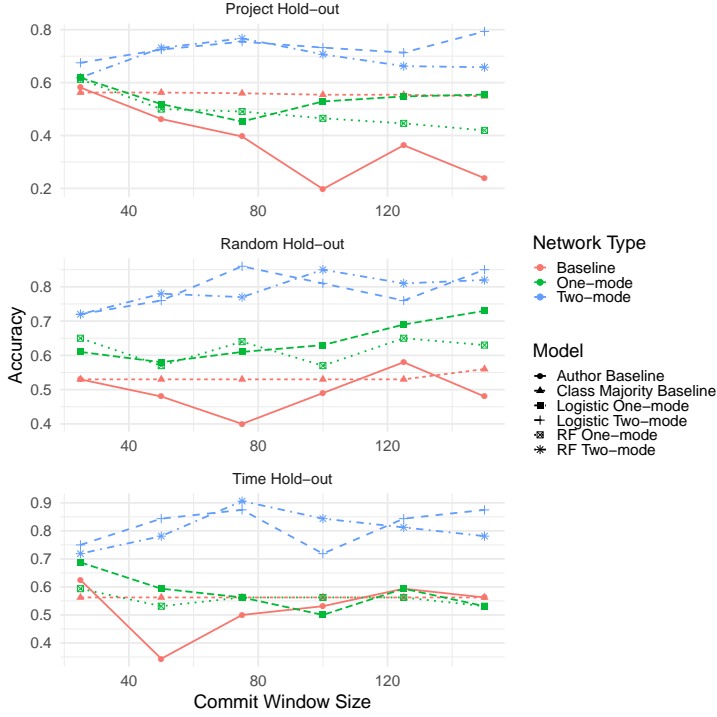 Project Hold−out
0.8
0.6
0.4
0.2
40 80 120
Random Hold−out
0.8
0.7
0.6
0.5
0.4
40 80 120
Time Hold−out
0.9
0.8
0.7
0.6
0.5
0.4
40 80 120
Commit Window Size
Accuracy
Network Type
Baseline
One−mode
Two−mode
Model
Author Baseline
Class Majority Baseline
Logistic One−mode
Logistic Two−mode
RF One−mode
RF Two−mode